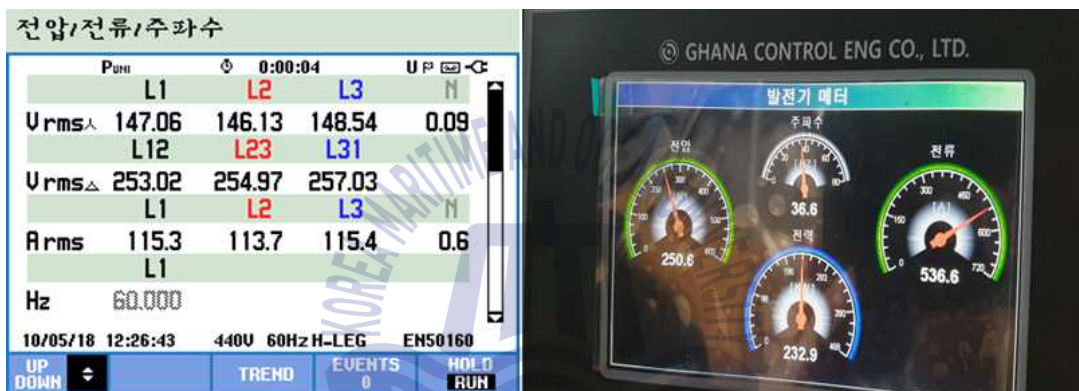 전압/전류/주파수
PUNI 0:00:04 U
L1 L2 L3 N
Vrms 147.06 146.13 148.54 0.09
L12 L23 L31
Vrms 253.02 254.97 257.03
L1 L2 L3 N
Arms 115.3 113.7 115.4 0.6
L1
Hz 60.000
10/05/18 12:26:43 440V 60Hz H-LEG EN50160
UP DOWN TREND EVENTS 0 HOLD RUN
GHANA CONTROL ENG CO., LTD.
발전기 메터
주파수
36.6
전압
250.6
전력
232.9
전류
[A]
536.6